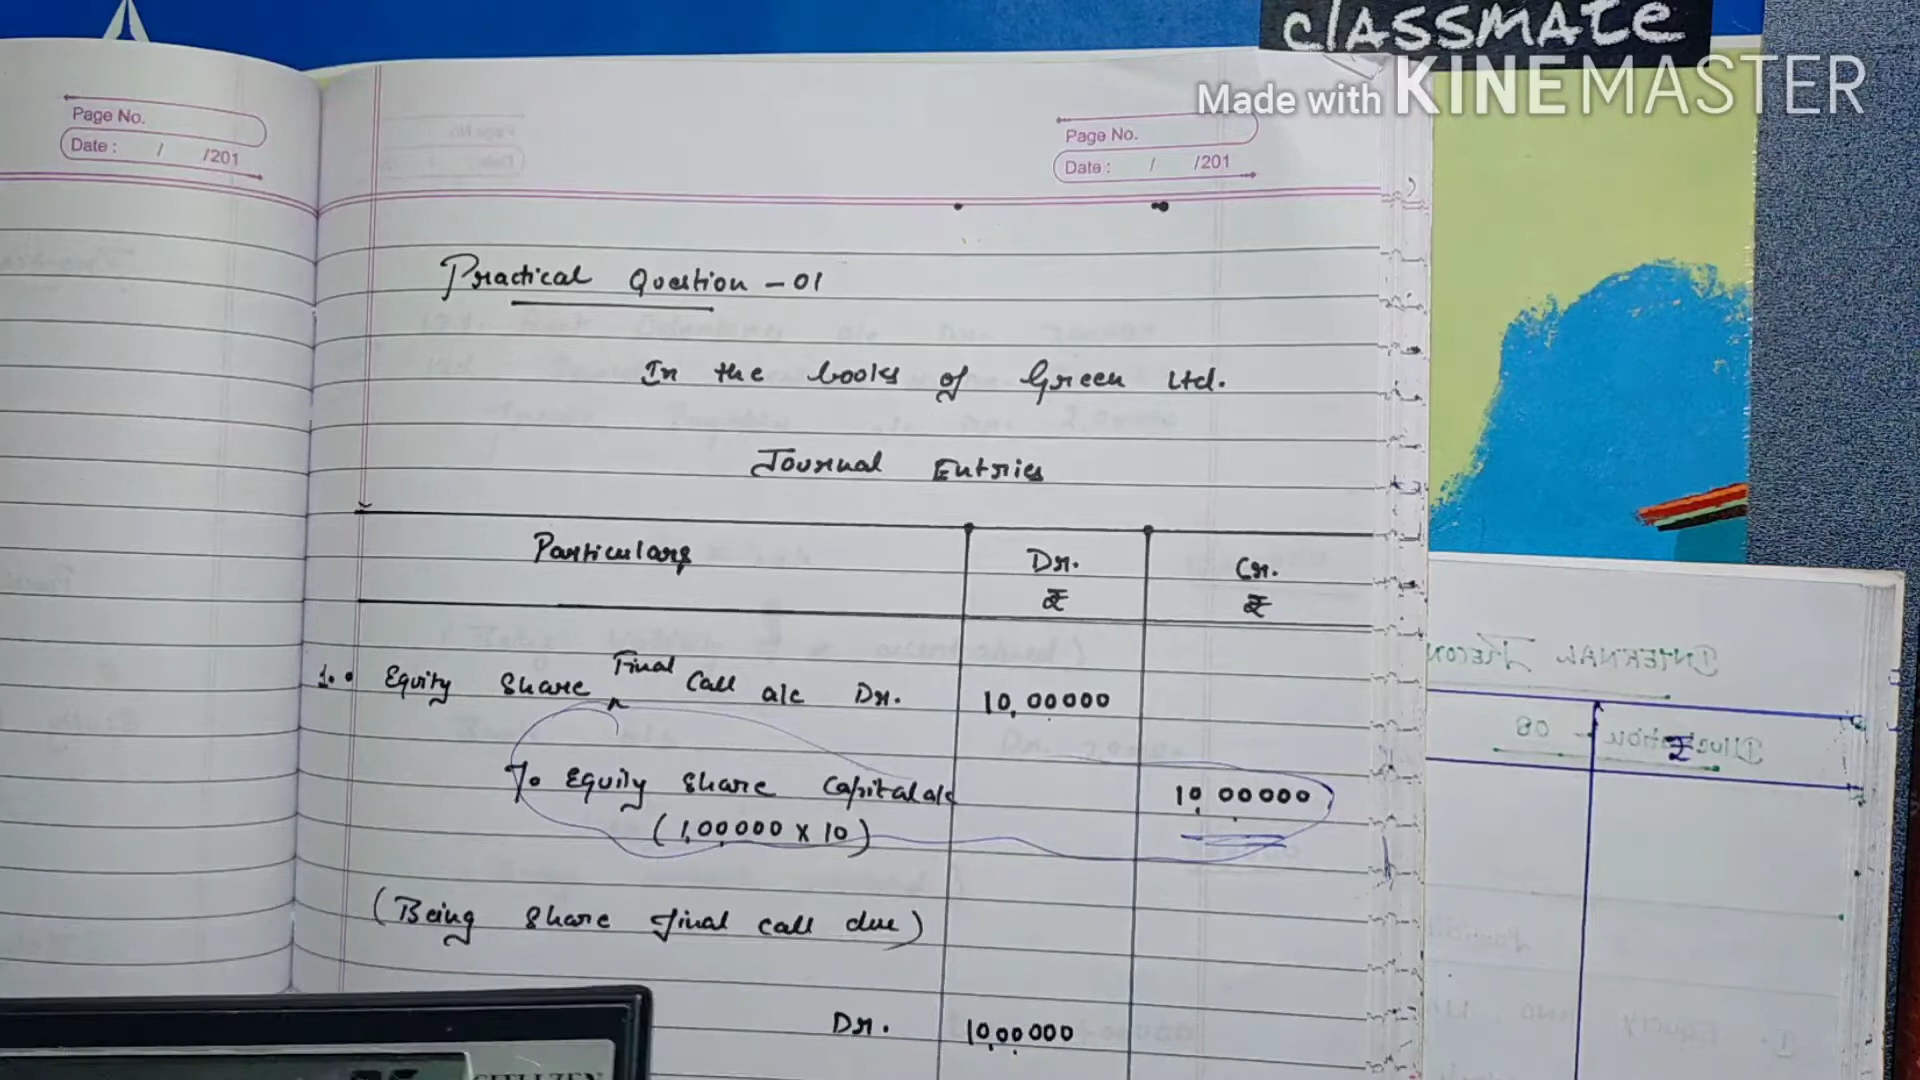 classmate
Made with KINEMASTER
Page No.
Date : / /201
Page No.
Date : / /201
Practical Question - 01
In the books of Green Ltd.
Journal Entries
Particulars Dr. ₹ Cr. ₹
1. Equity Share Final Call a/c Dr. 10,00000
To Equity Share Capital a/c 10,00000
(1,00000 x 10)
(Being Share final call due)
Dr. 10,00000
CITIZEN